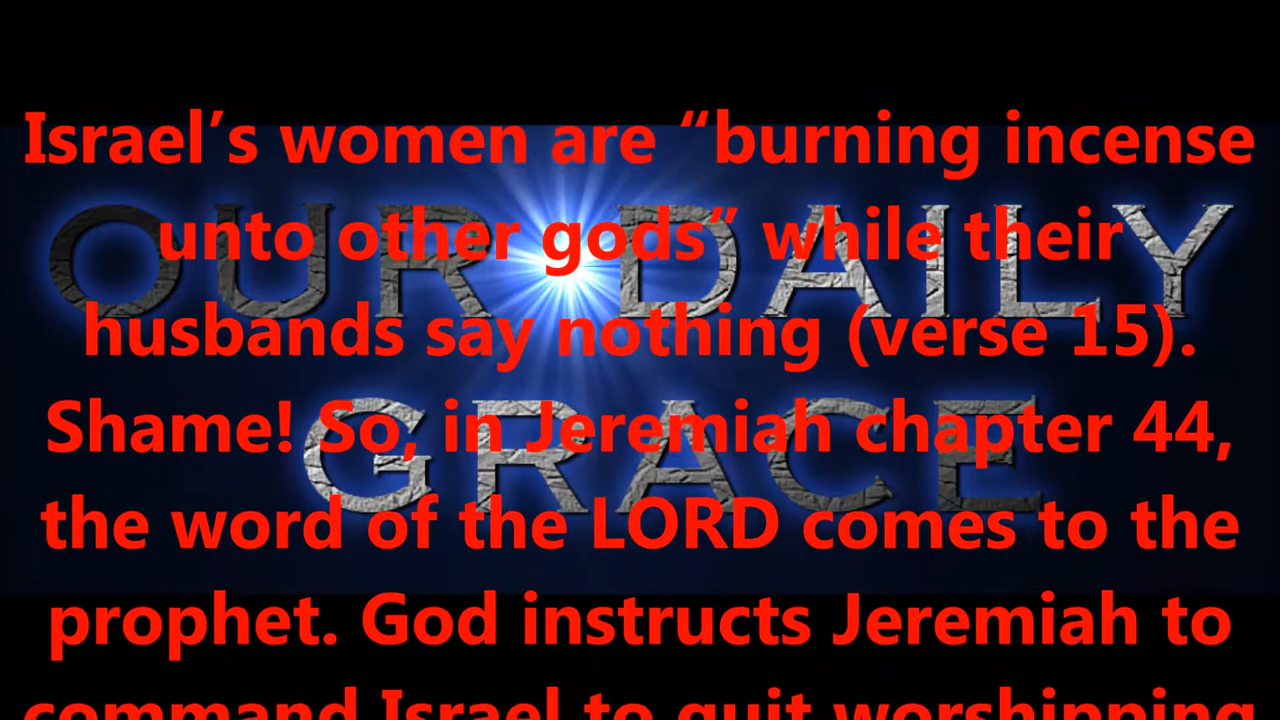 Israel’s women are “burning incense
unto other gods” while their
husbands say nothing (verse 15).
Shame! So, in Jeremiah chapter 44,
the word of the LORD comes to the
prophet. God instructs Jeremiah to
command Israel to quit worshipping
OUR DAILY
GRACE